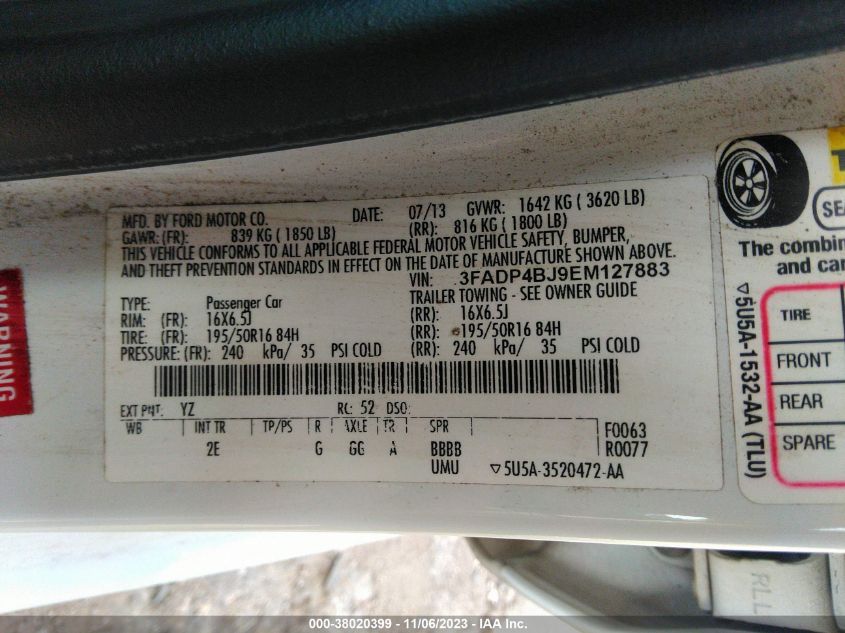 MFD. BY FORD MOTOR CO. DATE: 07/13 GVWR: 1642 KG ( 3620 LB)
GAWR: (FR): 839 KG ( 1850 LB) (RR): 816 KG ( 1800 LB)
THIS VEHICLE CONFORMS TO ALL APPLICABLE FEDERAL MOTOR VEHICLE SAFETY, BUMPER,
AND THEFT PREVENTION STANDARDS IN EFFECT ON THE DATE OF MANUFACTURE SHOWN ABOVE.
VIN: 3FADP4BJ9EM127883
TYPE: Passenger Car TRAILER TOWING - SEE OWNER GUIDE
RIM: (FR): 16X6.5J (RR): 16X6.5J
TIRE: (FR): 195/50R16 84H (RR): 195/50R16 84H
PRESSURE: (FR): 240 kPa/ 35 PSI COLD (RR): 240 kPa/ 35 PSI COLD
EXT PNT: YZ RC: 52 DSO:
WB INT TR TP/PS R AXLE TR SPR F0063
2E G GG A BBBB R0077
UMU ▽5U5A-3520472-AA
WARNING
SEA
The combin
and car
TIRE
FRONT
REAR
SPARE
▽5U5A-1532-AA (TLU)
RLL
000-38020399 - 11/06/2023 - IAA Inc.